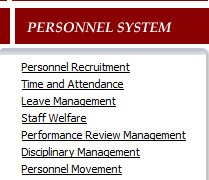 PERSONNEL SYSTEM
Personnel Recruitment
Time and Attendance
Leave Management
Staff Welfare
Performance Review Management
Disciplinary Management
Personnel Movement